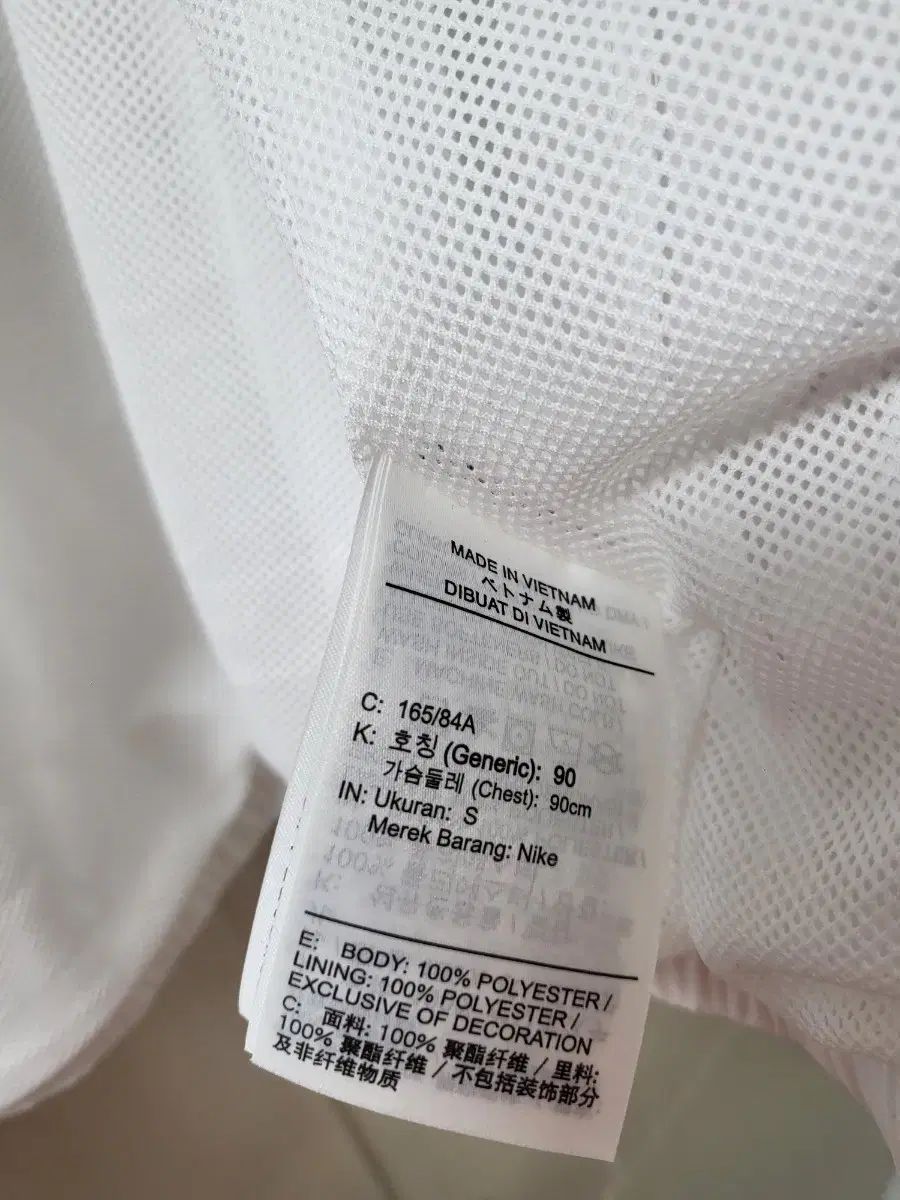 MADE IN VIETNAM
ベトナム製
DIBUAT DI VIETNAM
C: 165/84A
K: 호칭 (Generic): 90
가슴둘레 (Chest): 90cm
IN: Ukuran: S
Merek Barang: Nike
E: BODY: 100% POLYESTER /
LINING: 100% POLYESTER /
EXCLUSIVE OF DECORATION
C: 面料: 100% 聚酯纤维 / 里料:
100% 聚酯纤维 / 不包括装饰部分
及非纤维物质